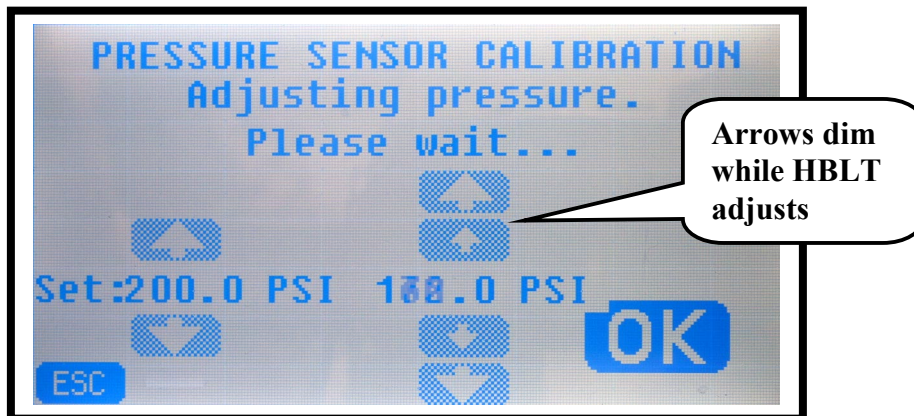 PRESSURE SENSOR CALIBRATION
Adjusting pressure.
Please wait...
Arrows dim
while HBLT
adjusts
Set:200.0 PSI PSI
OK
ESC